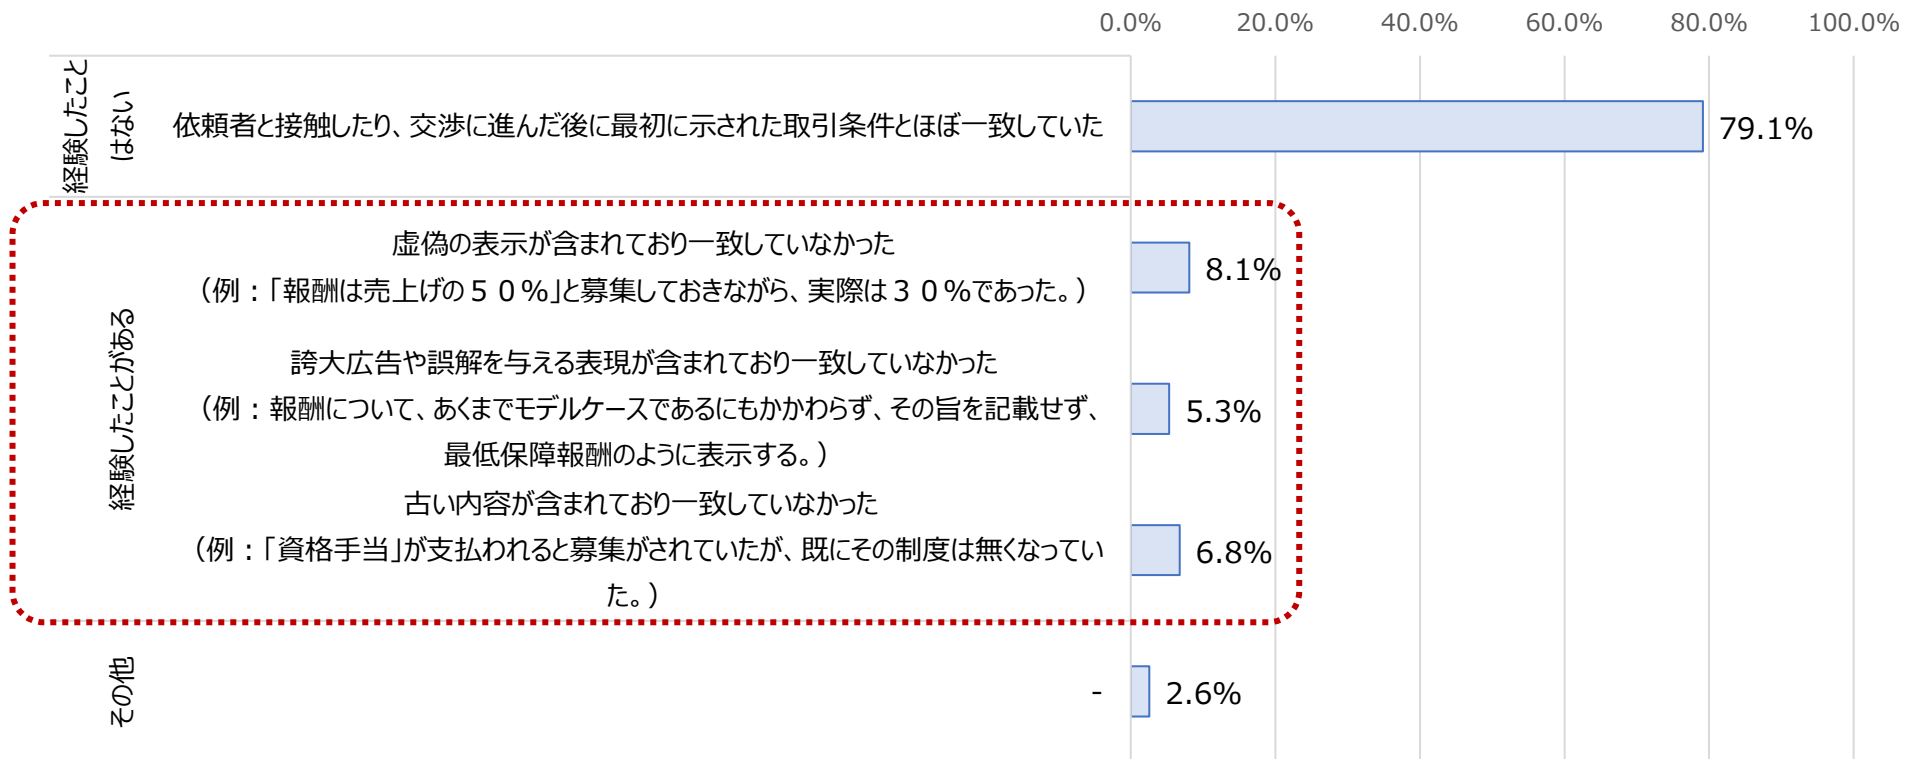 0.0% 20.0% 40.0% 60.0% 80.0% 100.0%
経験したこと
はない
依頼者と接触したり、交渉に進んだ後に最初に示された取引条件とほぼ一致していた
79.1%
経験したことがある
虚偽の表示が含まれており一致していなかった
（例：「報酬は売上げの５０％」と募集しておきながら、実際は３０％であった。）
8.1%
誇大広告や誤解を与える表現が含まれており一致していなかった
（例：報酬について、あくまでモデルケースであるにもかかわらず、その旨を記載せず、
最低保障報酬のように表示する。）
5.3%
古い内容が含まれており一致していなかった
（例：「資格手当」が支払われると募集がされていたが、既にその制度は無くなってい
た。）
6.8%
その他
-
2.6%